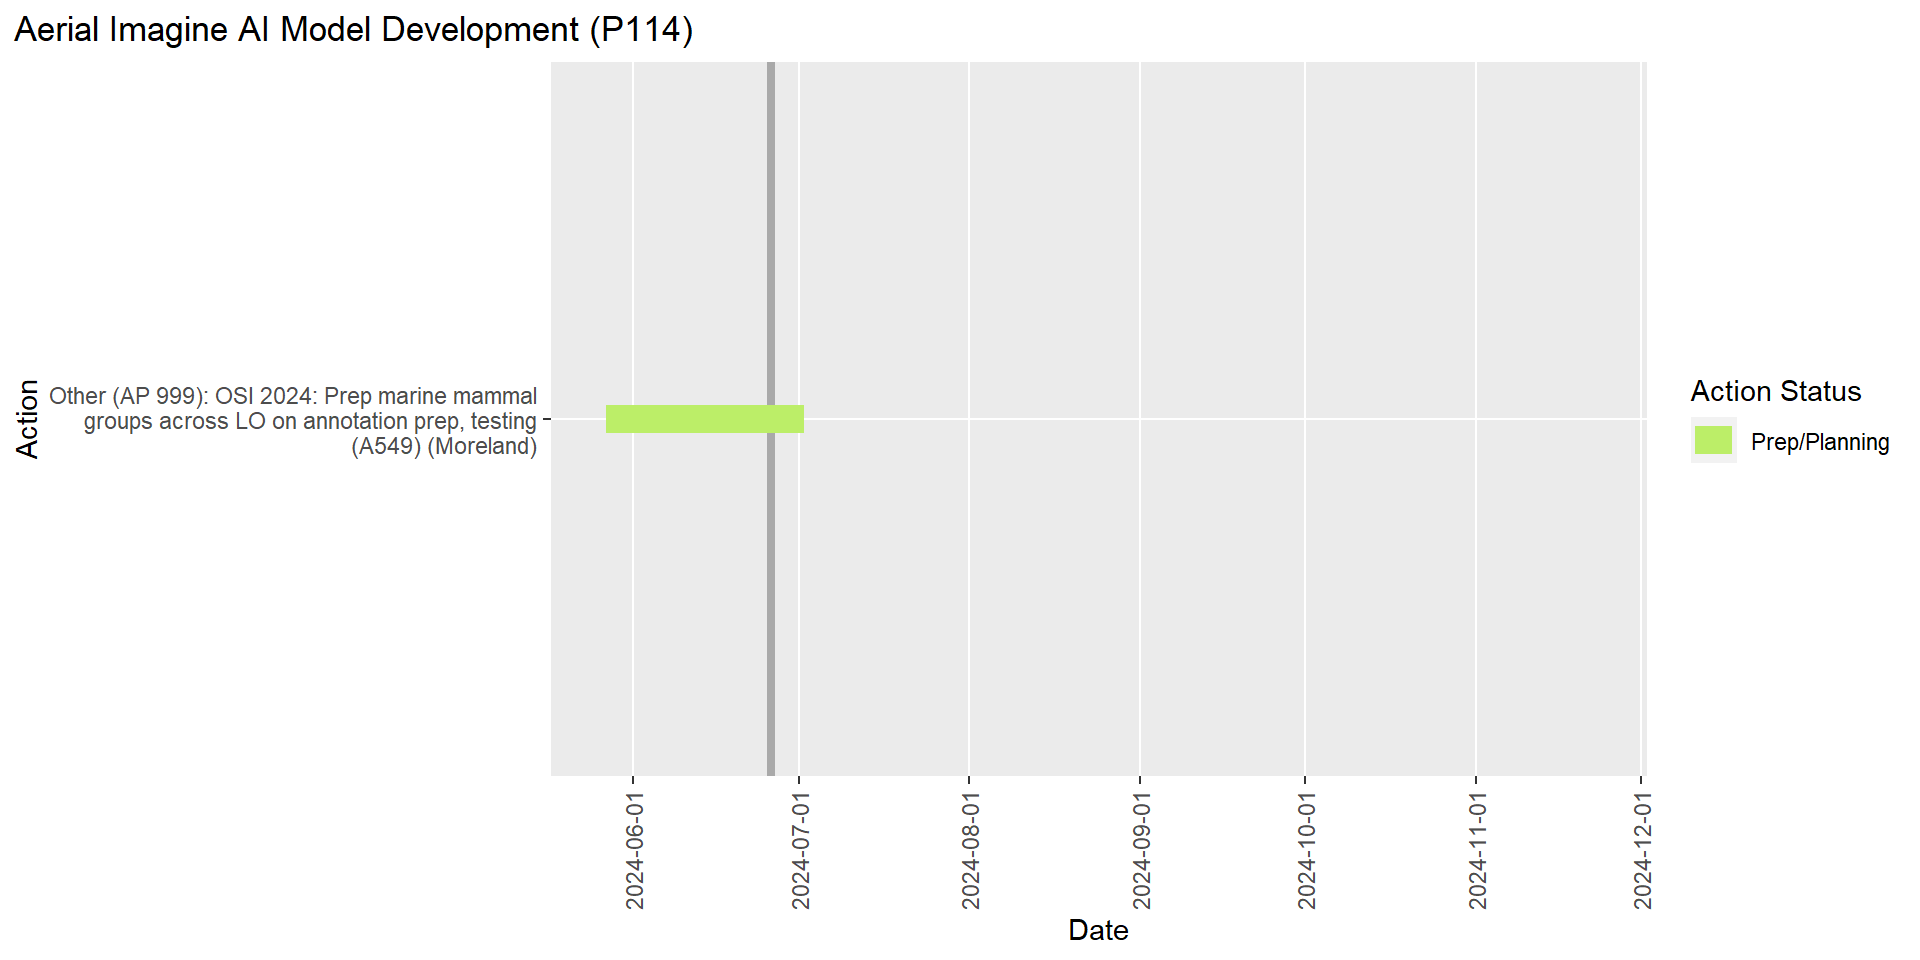 Aerial Imagine AI Model Development (P114)
Action
Other (AP 999): OSI 2024: Prep marine mammal
groups across LO on annotation prep, testing
(A549) (Moreland)
2024-06-01
2024-07-01
2024-08-01
2024-09-01
2024-10-01
2024-11-01
2024-12-01
Date
Action Status
Prep/Planning